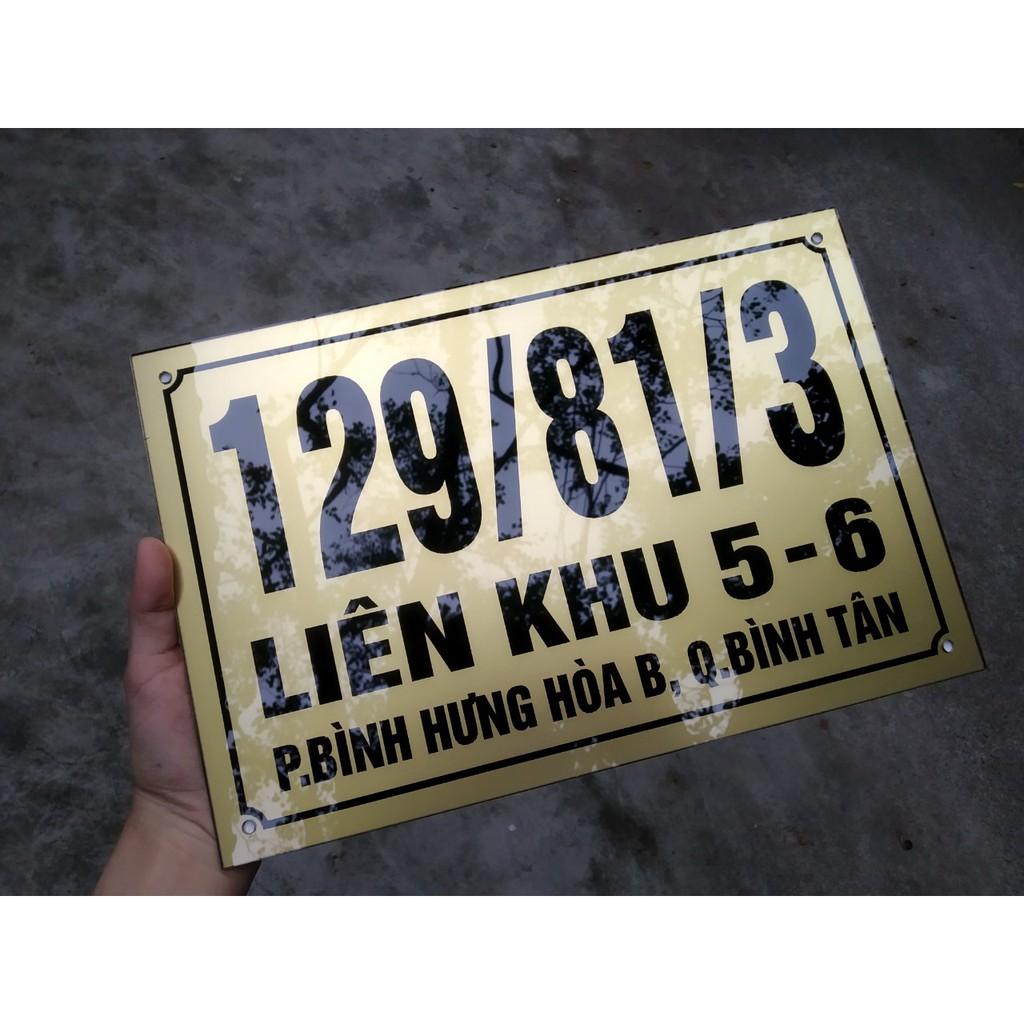 129/81/3
LIÊN KHU 5-6
P.BÌNH HƯNG HÒA B, Q.BÌNH TÂN